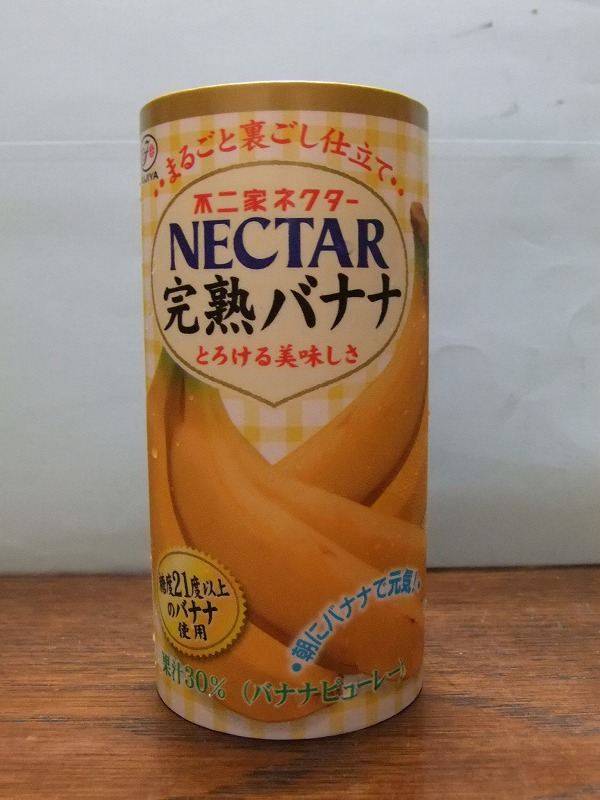 まるごと裏ごし仕立て
不二家ネクター
NECTAR
完熟バナナ
とろける美味しさ
糖度21度以上
のバナナ
使用
朝にバナナで元気!
果汁30% (バナナピューレー)